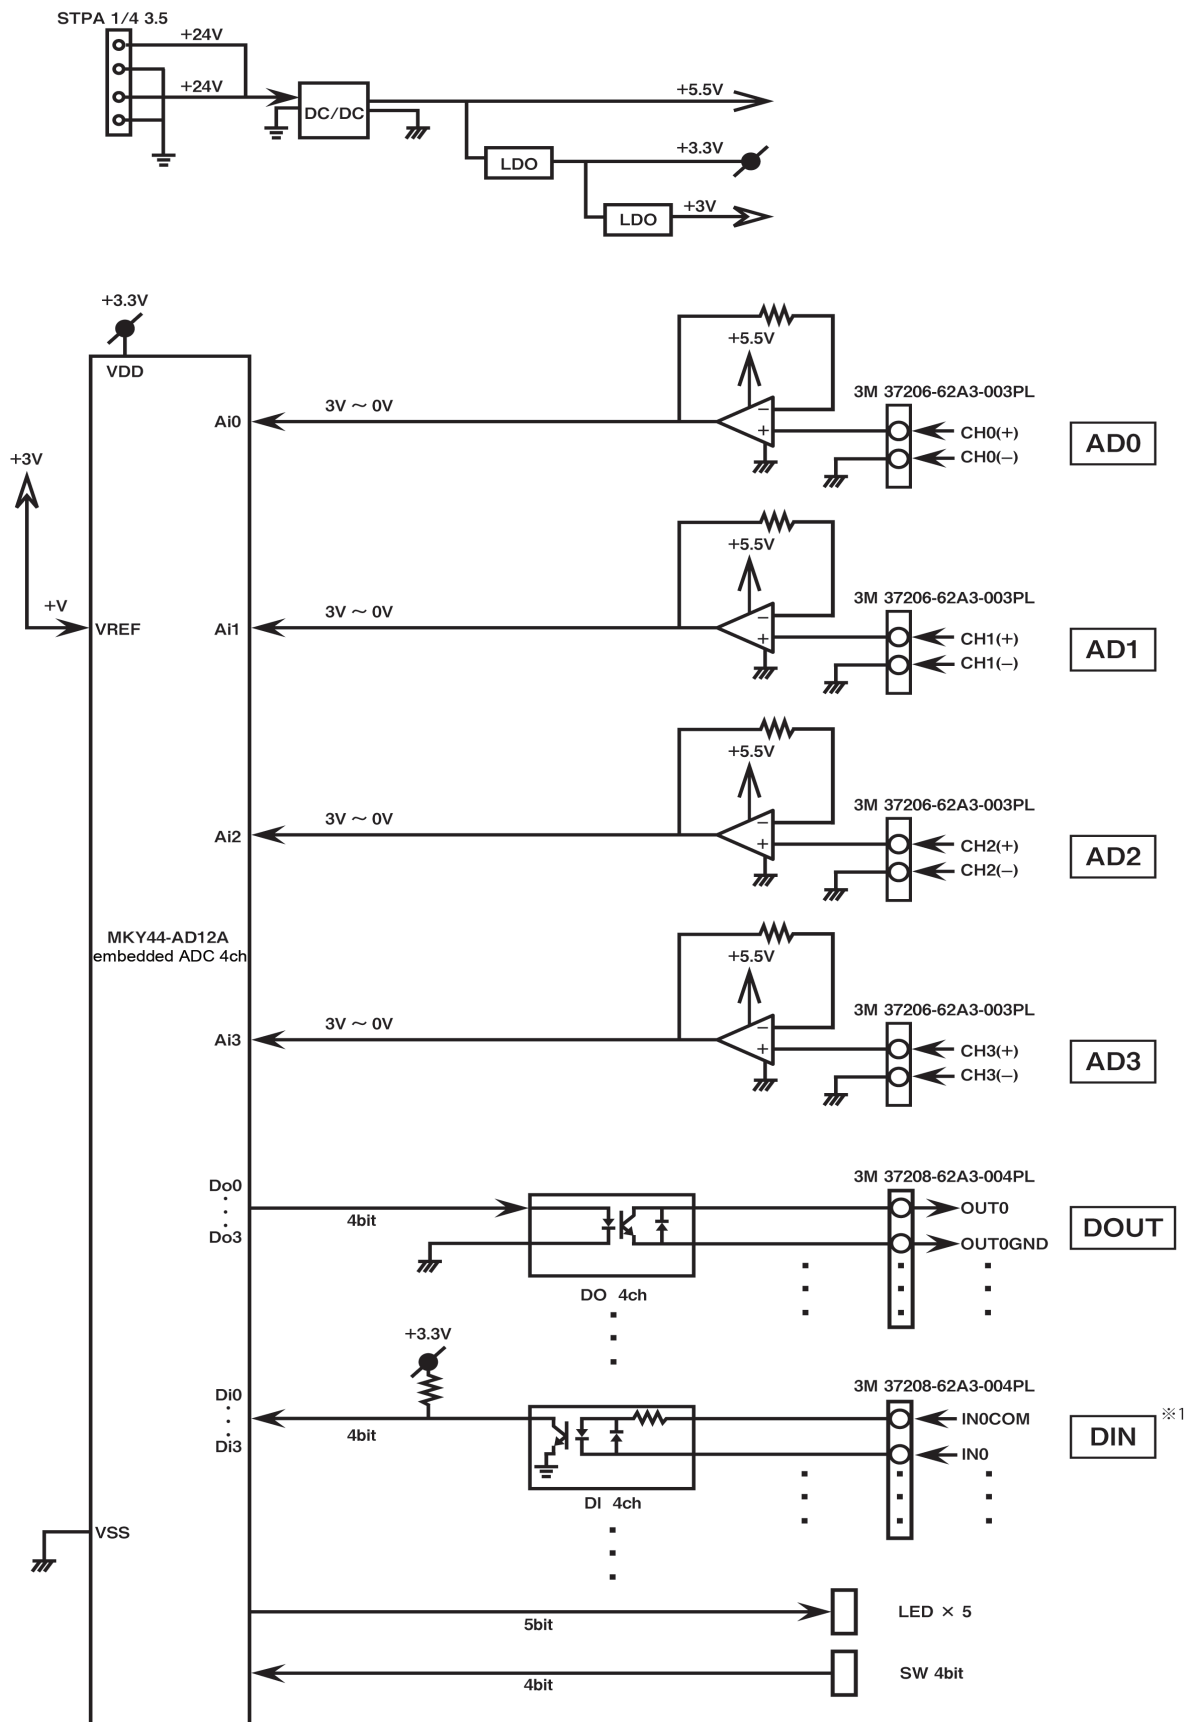 STPA 1/4 3.5
+24V
+24V
DC/DC
+5.5V
LDO
+3.3V
LDO
+3V
+3.3V
VDD
+5.5V
3M 37206-62A3-003PL
Ai0
3V ~ 0V
−
+
CH0(+)
CH0(−)
AD0
+3V
+5.5V
3M 37206-62A3-003PL
+V
VREF
Ai1
3V ~ 0V
−
+
CH1(+)
CH1(−)
AD1
+5.5V
3M 37206-62A3-003PL
Ai2
3V ~ 0V
−
+
CH2(+)
CH2(−)
AD2
MKY44-AD12A
embedded ADC 4ch
+5.5V
3M 37206-62A3-003PL
Ai3
3V ~ 0V
−
+
CH3(+)
CH3(−)
AD3
3M 37208-62A3-004PL
Do0
Do3
4bit
OUT0
OUT0GND
DOUT
DO 4ch
+3.3V
3M 37208-62A3-004PL
Di0
Di3
4bit
IN0COM
IN0
DIN
※1
DI 4ch
VSS
5bit
LED × 5
4bit
SW 4bit